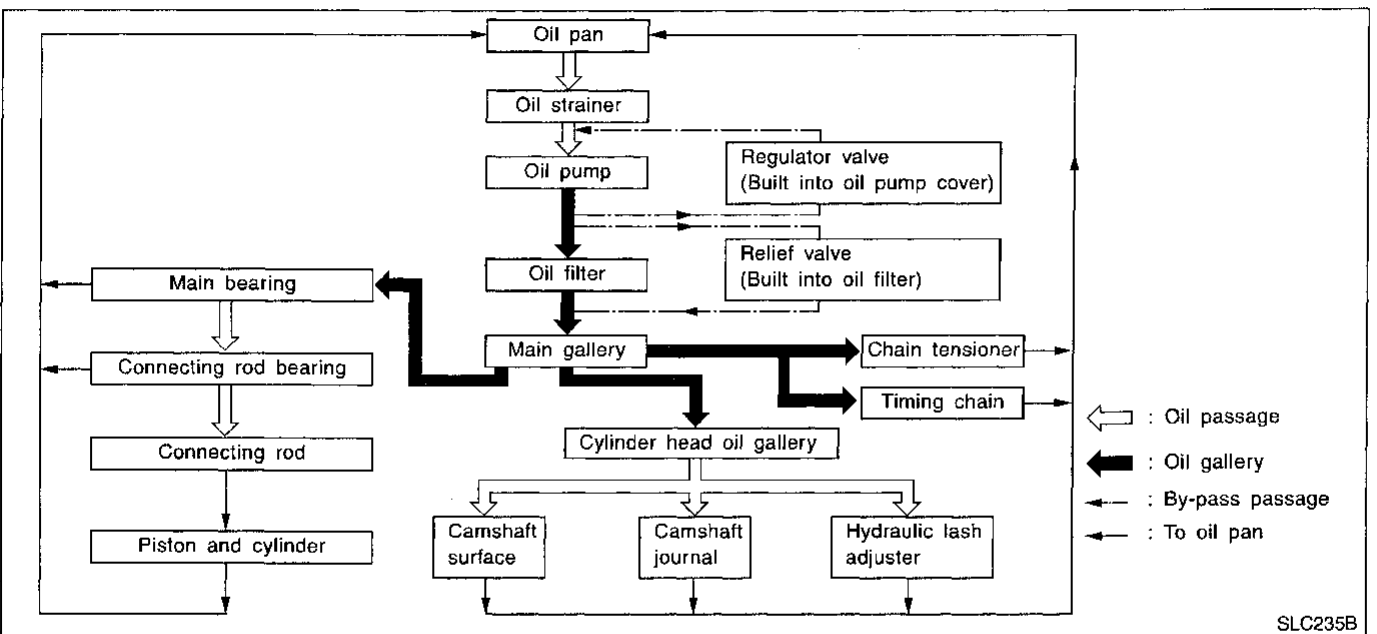 Oil pan
Oil strainer
Oil pump
Regulator valve
(Built into oil pump cover)
Relief valve
(Built into oil filter)
Oil filter
Main bearing
Main gallery
Chain tensioner
Connecting rod bearing
Timing chain
Cylinder head oil gallery
Connecting rod
Camshaft
surface
Camshaft
journal
Hydraulic lash
adjuster
Piston and cylinder
: Oil passage
: Oil gallery
: By-pass passage
: To oil pan
SLC235B